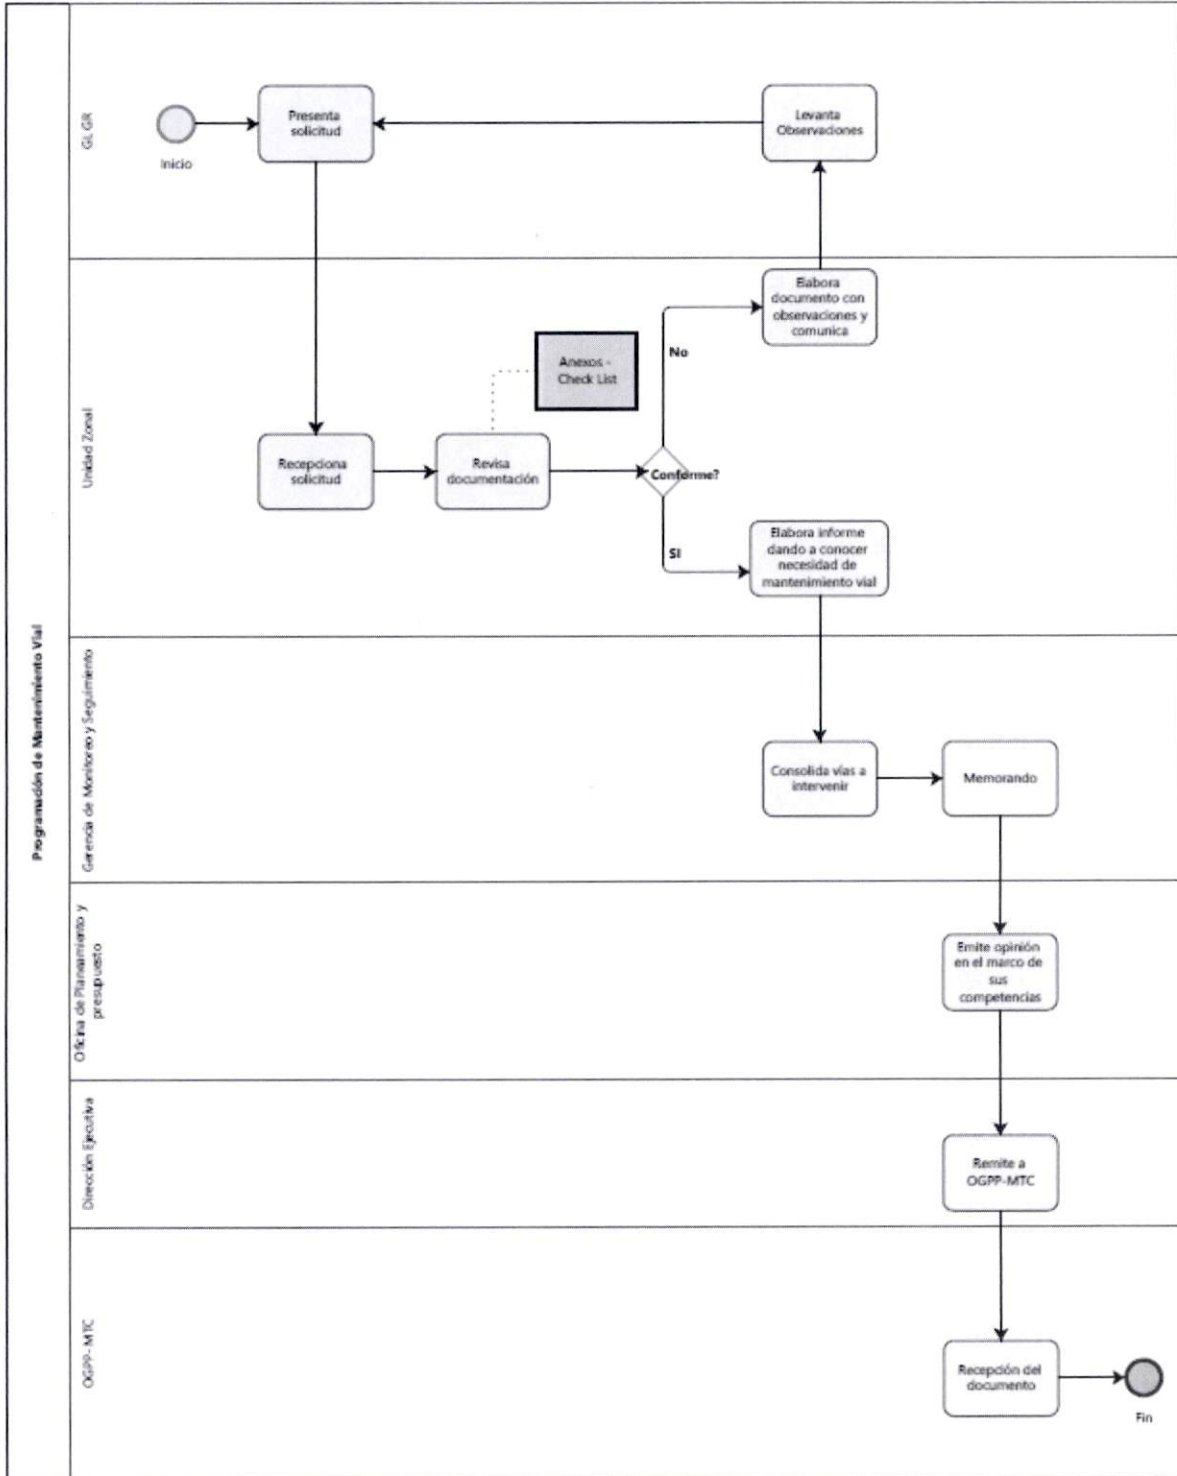 Programación de Mantenimiento Vial
GL GR
Inicio
Presenta
solicitud
Levanta
Observaciones
Unidad Zonal
Recepciona
solicitud
Revisa
documentación
Anexos -
Check List
Conforme?
No
Elabora
documento con
observaciones y
comunica
SI
Elabora informe
dando a conocer
necesidad de
mantenimiento vial
Gerencia de Monitoreo y Seguimiento
Consolida vías a
intervenir
Memorando
Oficina de Planeamiento y
presupuesto
Emite opinión
en el marco de
sus
competencias
Dirección Ejecutiva
Remite a
OGPP-MTC
OGPP- MTC
Recepción del
documento
Fin